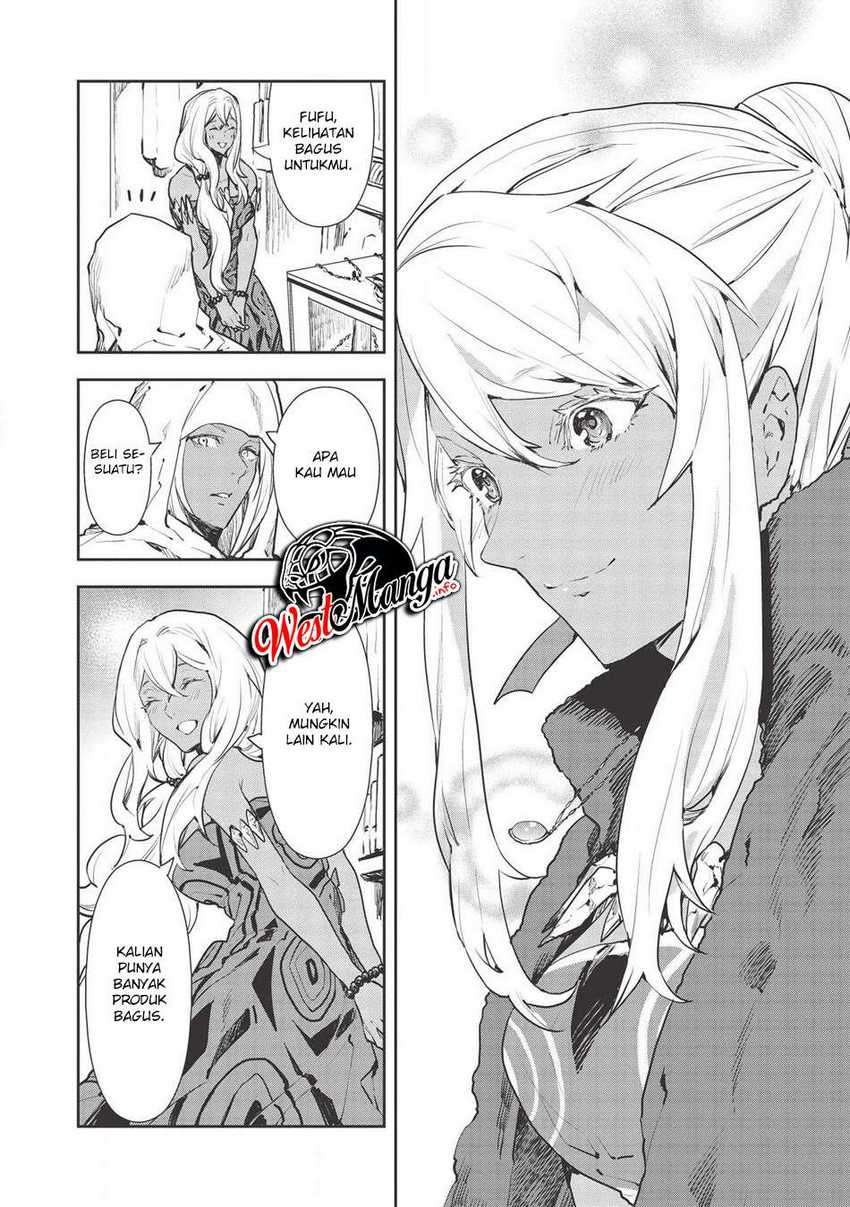 FUFU,
KELIHATAN
BAGUS
UNTUKMU.
APA
KAU MAU
BELI SE-
SUATU?
YAH,
MUNGKIN
LAIN KALI.
KALIAN
PUNYA
BANYAK
PRODUK
BAGUS.
WestManga
.info